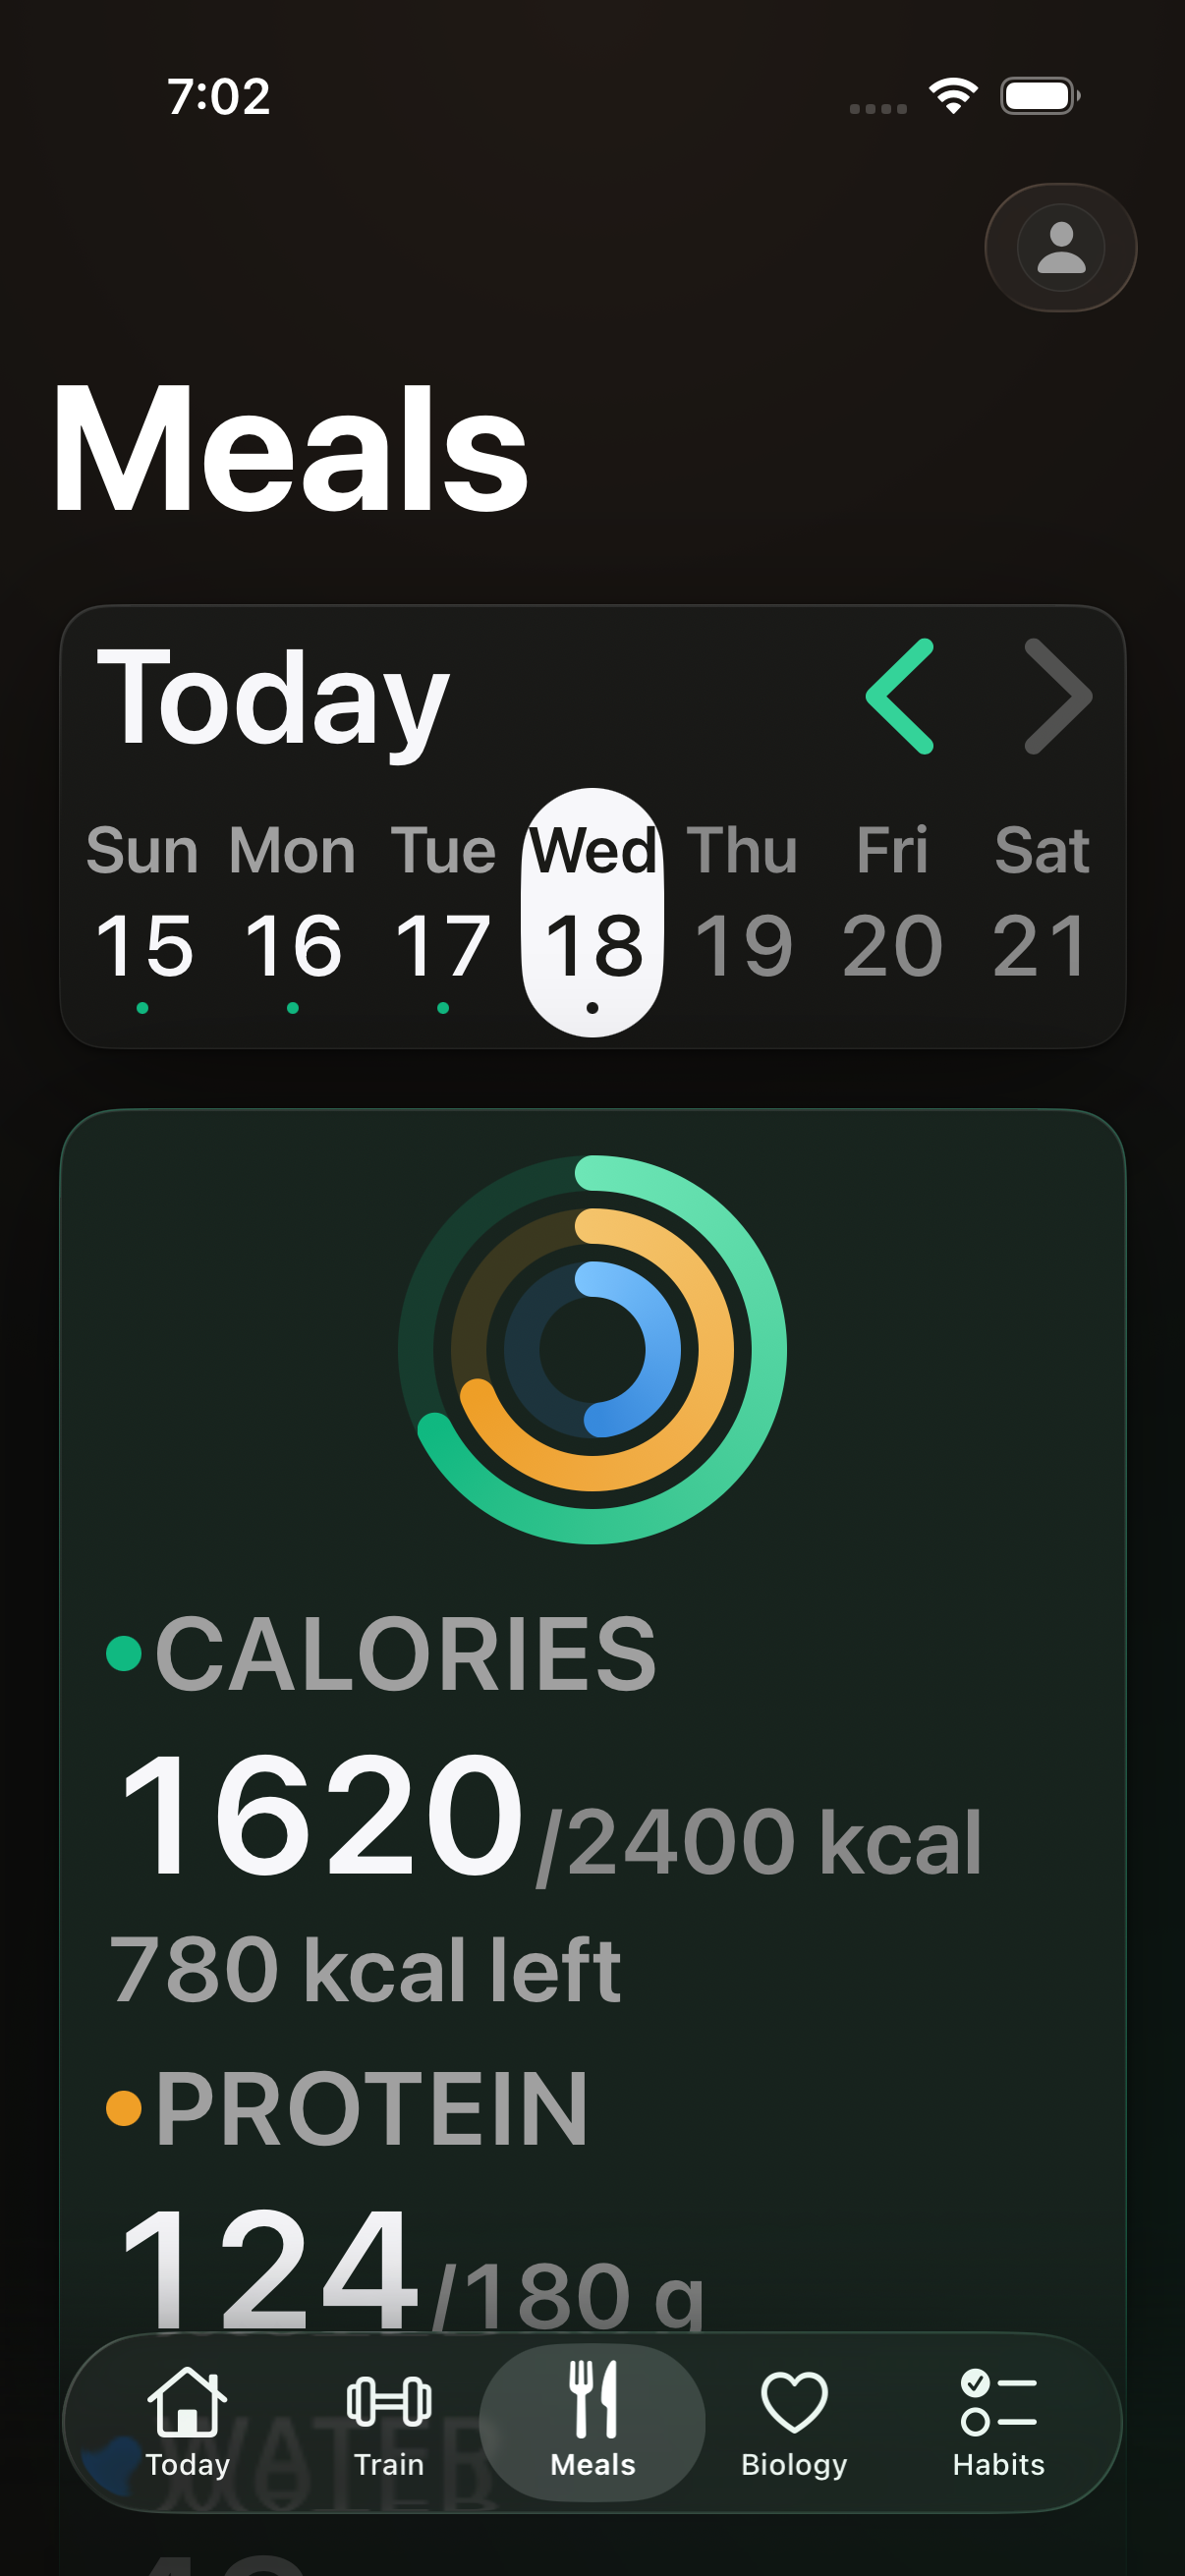 7:02
Meals
Today
Sun Mon Tue Wed Thu Fri Sat
15 16 17 18 19 20 21
CALORIES
1620/2400 kcal
780 kcal left
PROTEIN
124/180 g
WATER
Today Train Meals Biology Habits